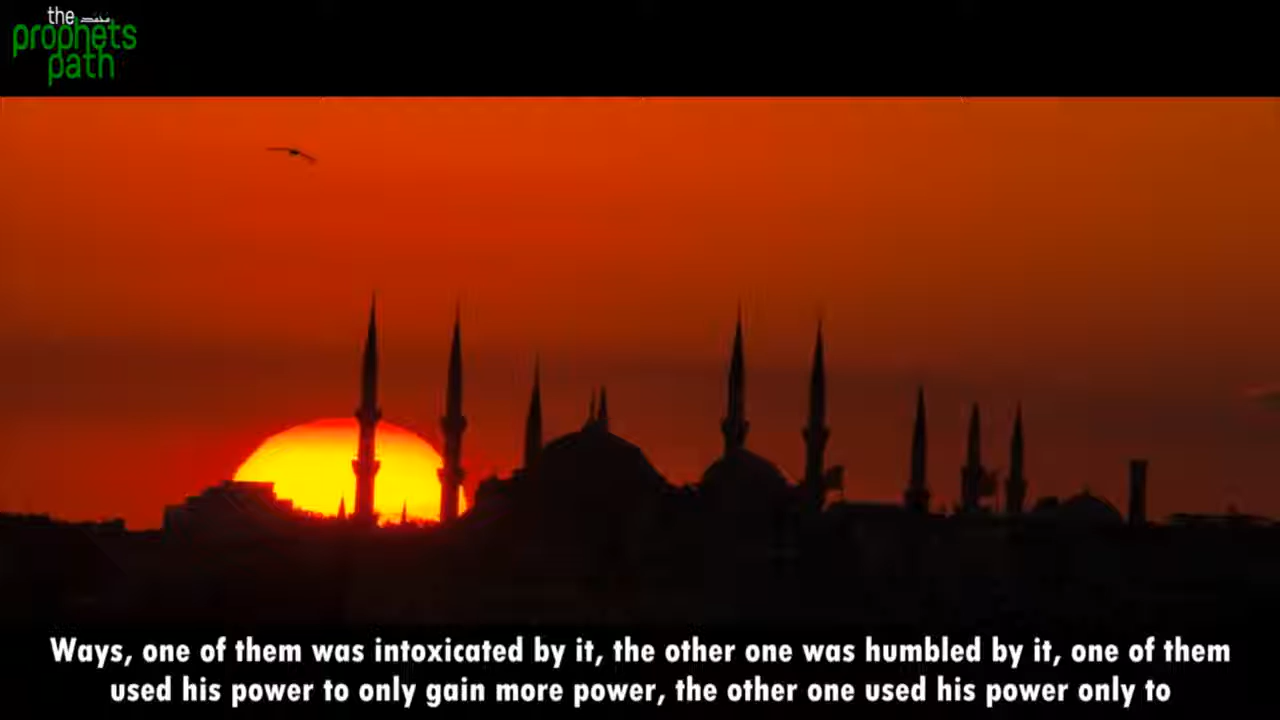 the
prophets
path
Ways, one of them was intoxicated by it, the other one was humbled by it, one of them
used his power to only gain more power, the other one used his power only to